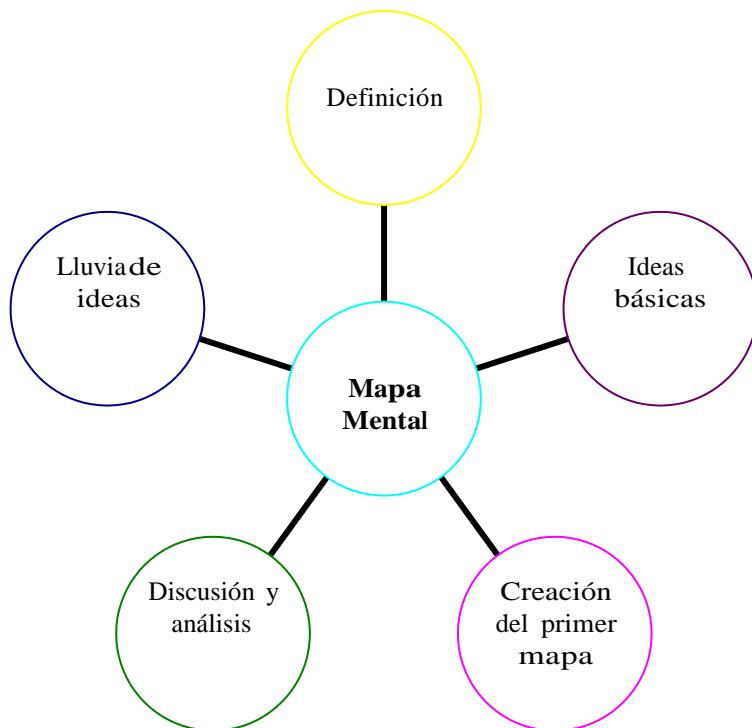 Definición
Lluvia de
ideas
Ideas
básicas
Mapa
Mental
Discusión y
análisis
Creación
del primer
mapa